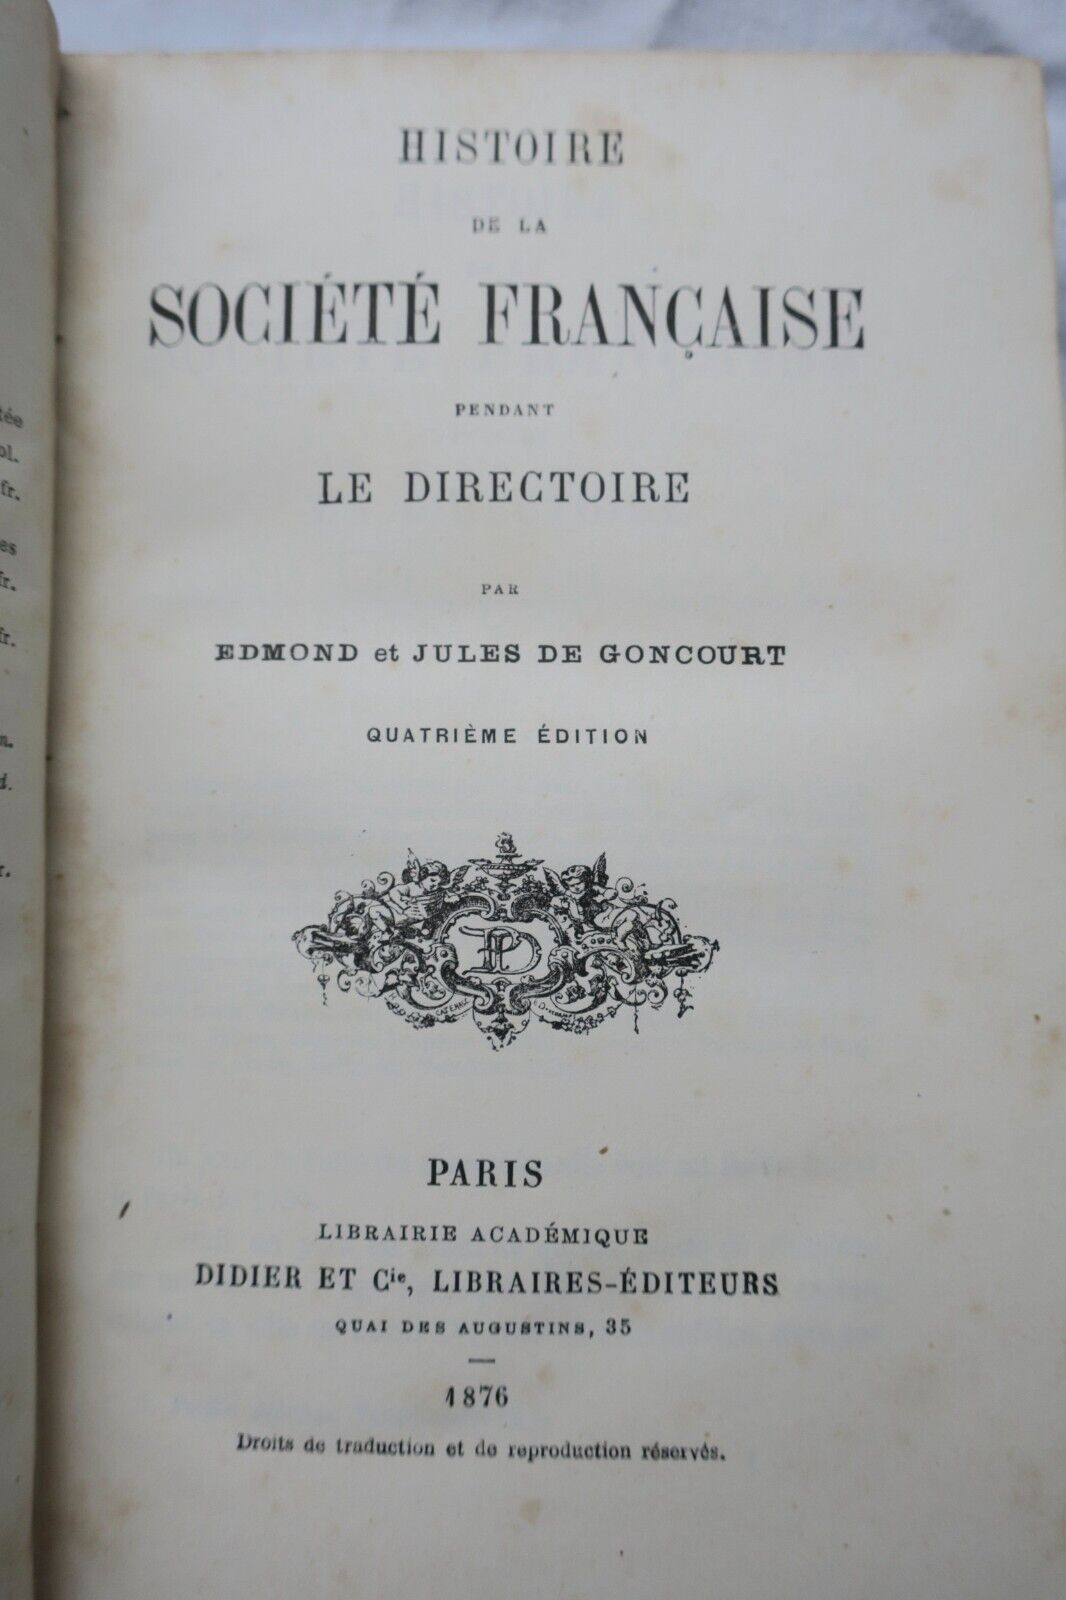 HISTOIRE
DE LA
SOCIÉTÉ FRANÇAISE
PENDANT
LE DIRECTOIRE
PAR
EDMOND et JULES DE GONCOURT
QUATRIÈME ÉDITION
PARIS
LIBRAIRIE ACADÉMIQUE
DIDIER ET Cie, LIBRAIRES-ÉDITEURS
QUAI DES AUGUSTINS, 35
1876
Droits de traduction et de reproduction réservés.